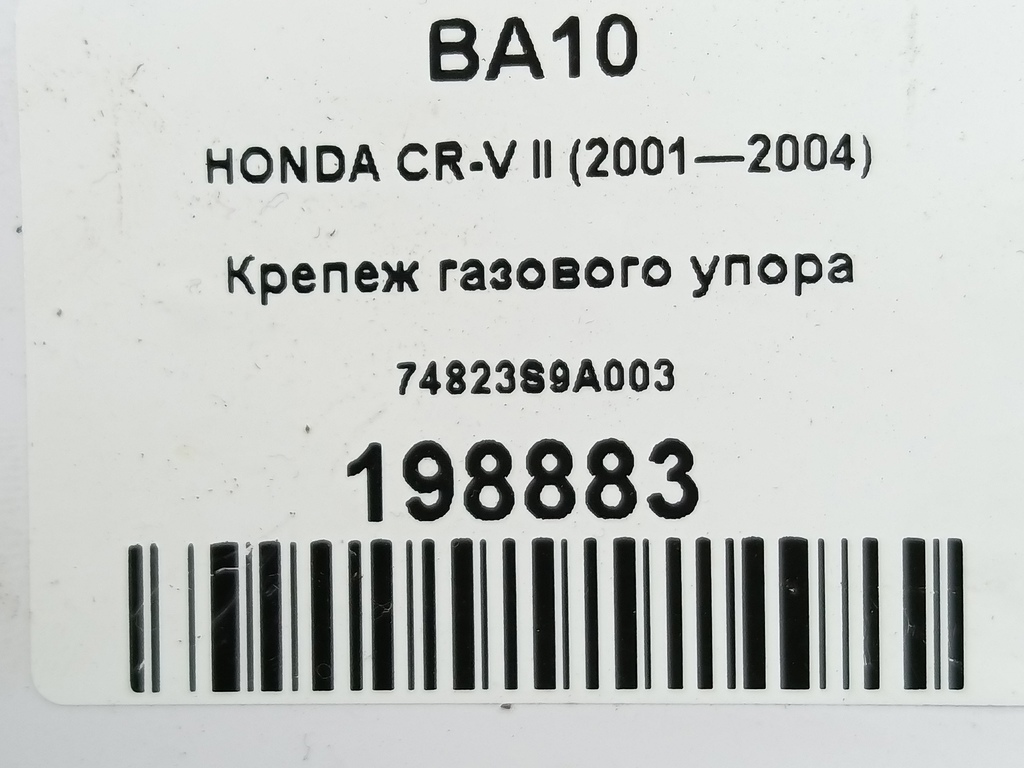 BA10
HONDA CR-V II (2001—2004)
Крепеж газового упора
74823S9A003
198883